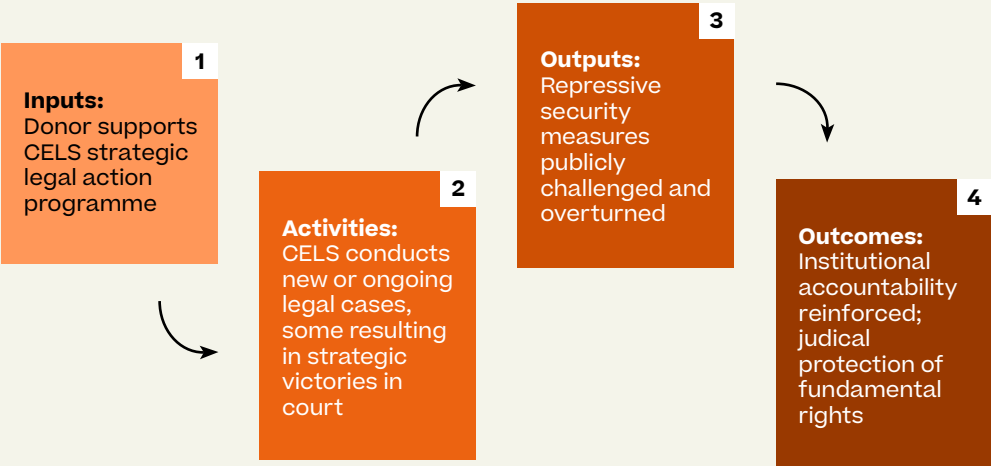 1
Inputs:
Donor supports
CELS strategic
legal action
programme
2
Activities:
CELS conducts
new or ongoing
legal cases,
some resulting
in strategic
victories in
court
3
Outputs:
Repressive
security
measures
publicly
challenged and
overturned
4
Outcomes:
Institutional
accountability
reinforced;
judical
protection of
fundamental
rights